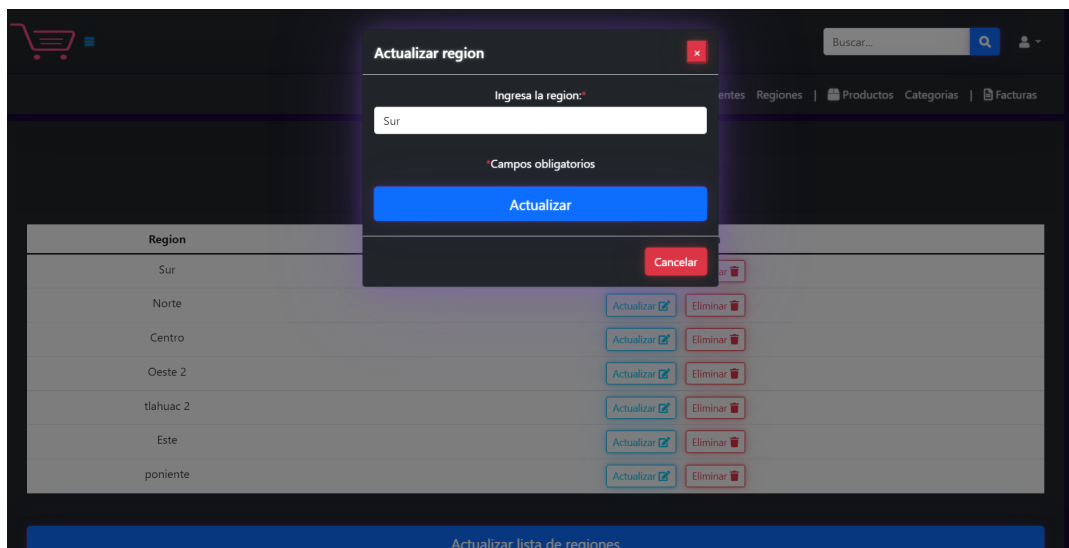 Buscar...
Actualizar region
×
Ingresa la region:*
entes Regiones | Productos Categorias | Facturas
Sur
*Campos obligatorios
Actualizar
Region
Cancelar
Sur
ar
Norte Actualizar Eliminar
Centro Actualizar Eliminar
Oeste 2 Actualizar Eliminar
tlahuac 2 Actualizar Eliminar
Este Actualizar Eliminar
poniente Actualizar Eliminar
Actualizar lista de regiones